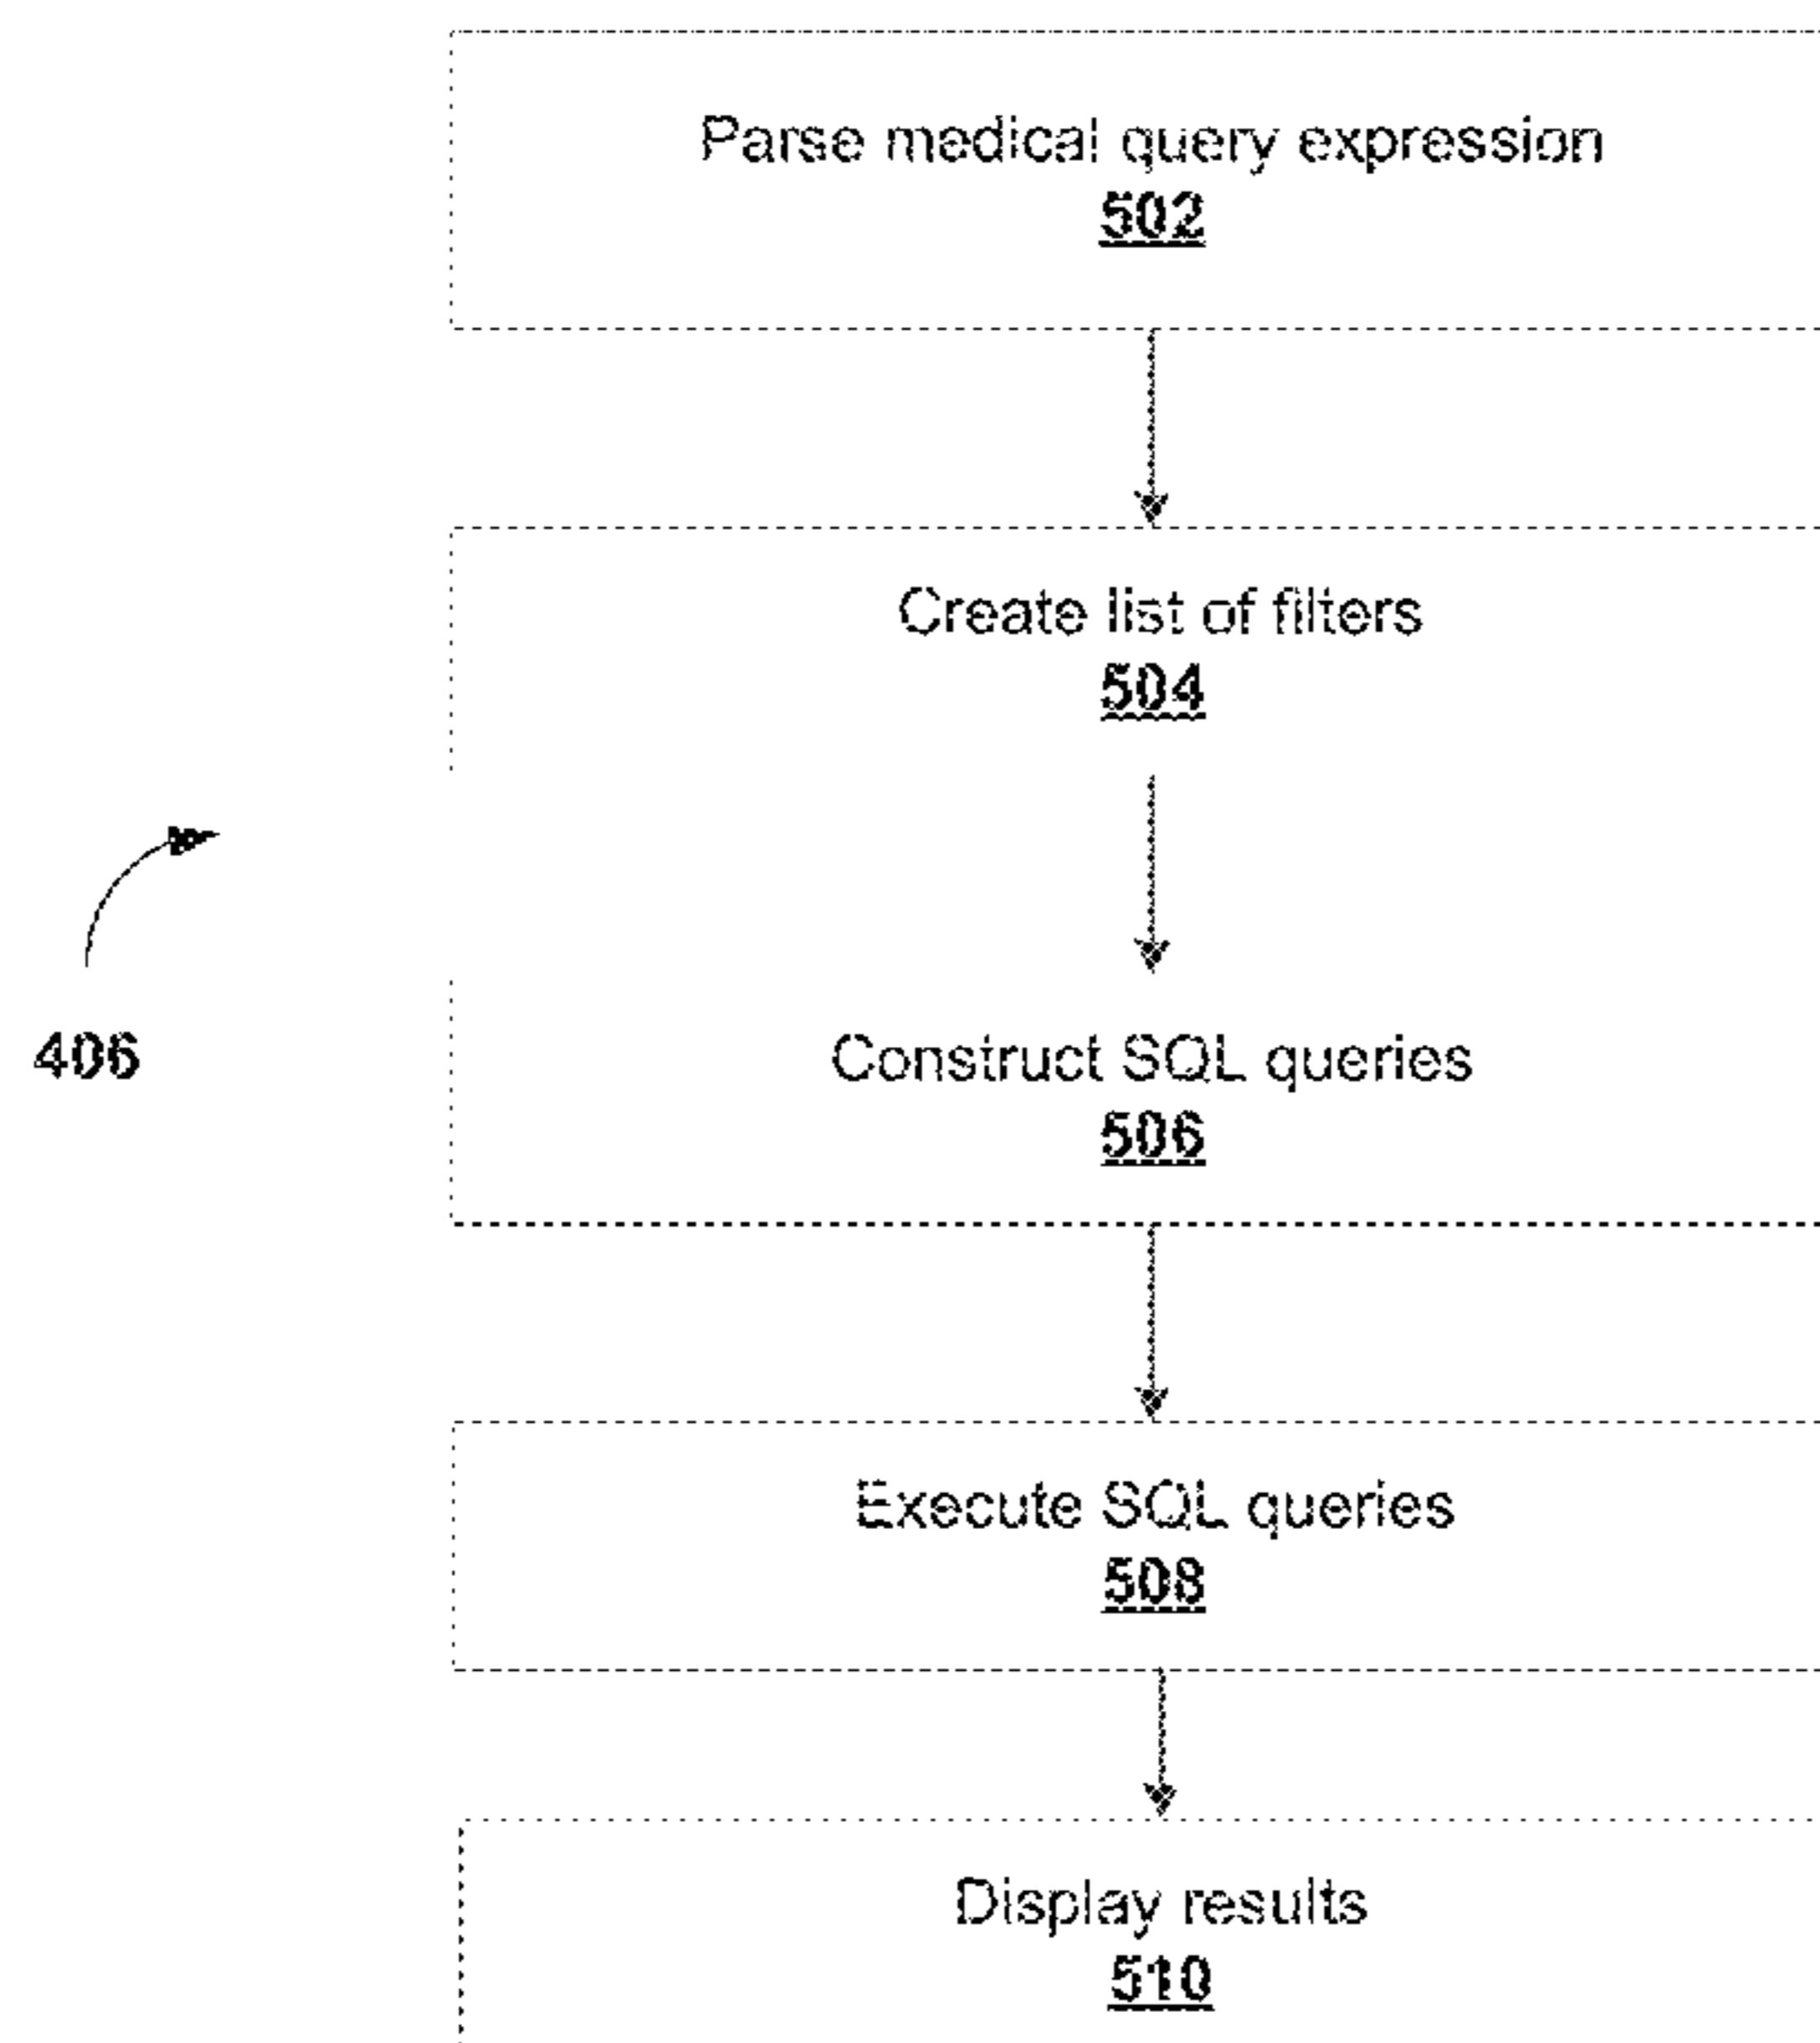 Parse medical query expression
502
Create list of filters
504
406
Construct SQL queries
506
Execute SQL queries
508
Display results
510